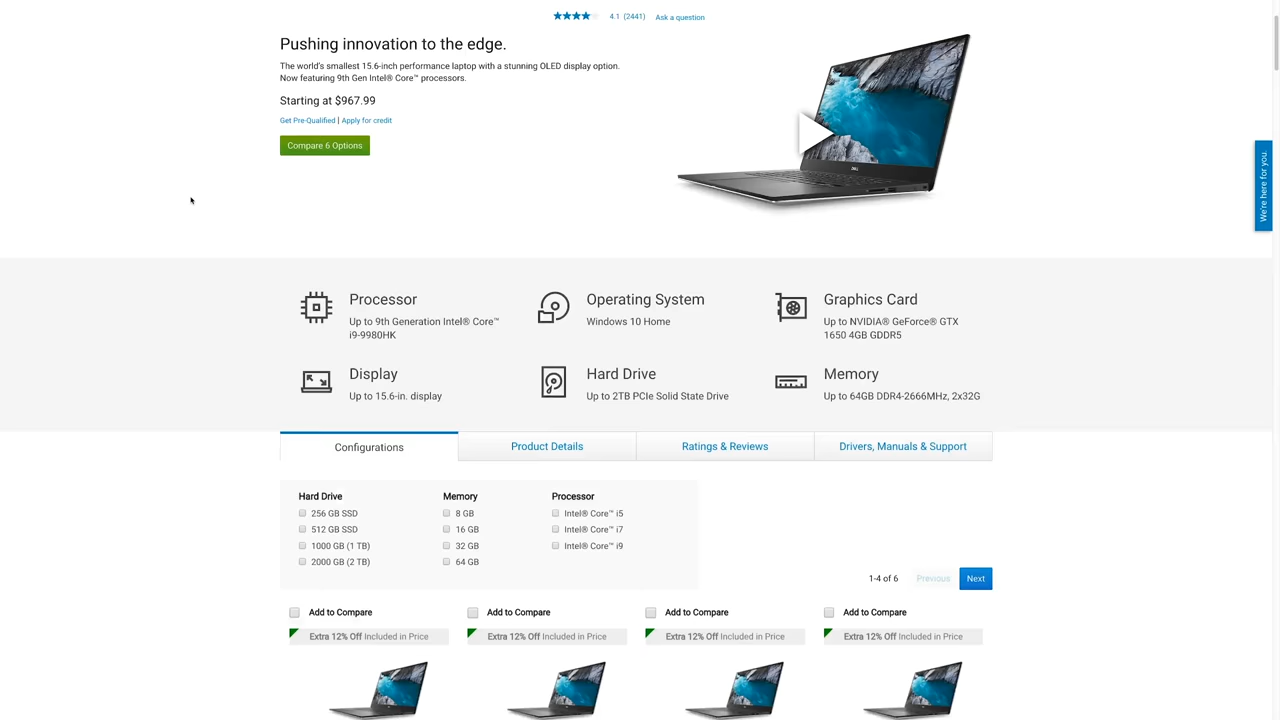 4.1 (2441) Ask a question
Pushing innovation to the edge.
The world's smallest 15.6-inch performance laptop with a stunning OLED display option.
Now featuring 9th Gen Intel® Core™ processors.
Starting at $967.99
Get Pre-Qualified | Apply for credit
Compare 6 Options
DELL
We're here for you.
Processor
Up to 9th Generation Intel® Core™
i9-9980HK
Operating System
Windows 10 Home
Graphics Card
Up to NVIDIA® GeForce® GTX
1650 4GB GDDR5
Display
Up to 15.6-in. display
Hard Drive
Up to 2TB PCIe Solid State Drive
Memory
Up to 64GB DDR4-2666MHz, 2x32G
Configurations
Product Details
Ratings & Reviews
Drivers, Manuals & Support
Hard Drive
256 GB SSD
512 GB SSD
1000 GB (1 TB)
2000 GB (2 TB)
Memory
8 GB
16 GB
32 GB
64 GB
Processor
Intel® Core™ i5
Intel® Core™ i7
Intel® Core™ i9
1-4 of 6 Previous Next
Add to Compare
Extra 12% Off Included in Price
Add to Compare
Extra 12% Off Included in Price
Add to Compare
Extra 12% Off Included in Price
Add to Compare
Extra 12% Off Included in Price